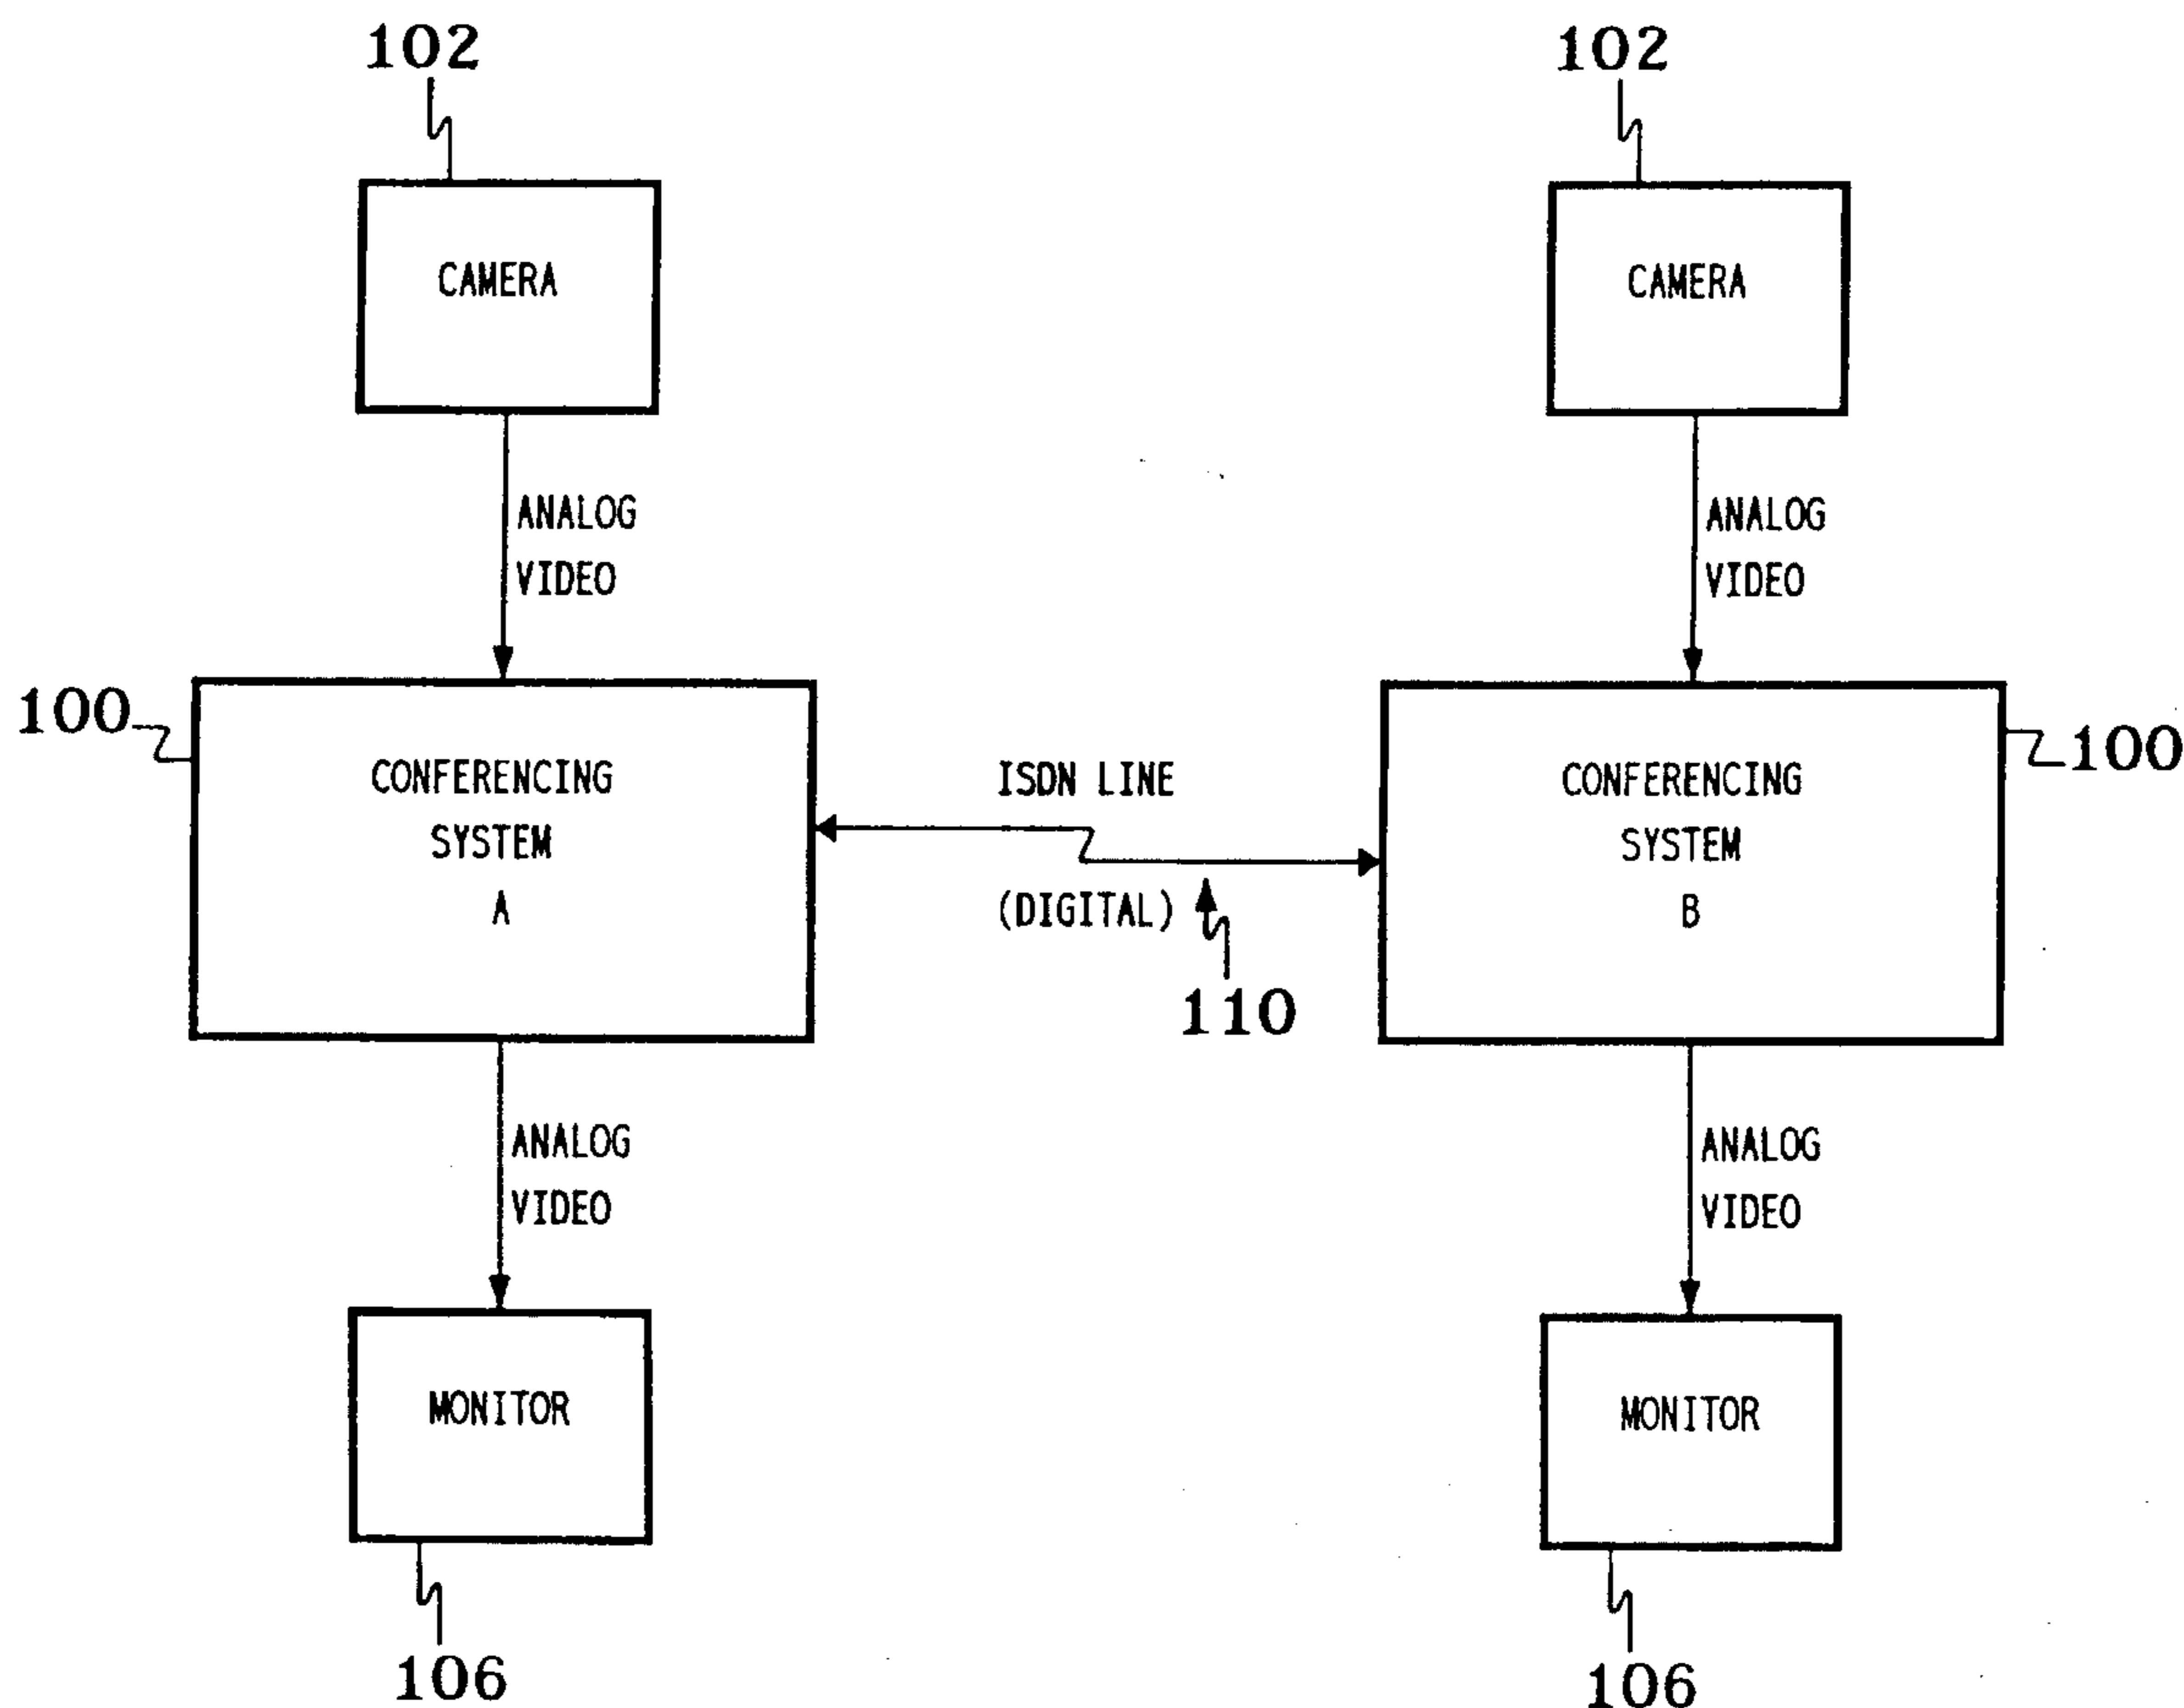 102
102
CAMERA
CAMERA
ANALOG
VIDEO
ANALOG
VIDEO
100
CONFERENCING
SYSTEM
A
ISDN LINE
(DIGITAL)
110
CONFERENCING
SYSTEM
B
100
ANALOG
VIDEO
ANALOG
VIDEO
MONITOR
MONITOR
106
106